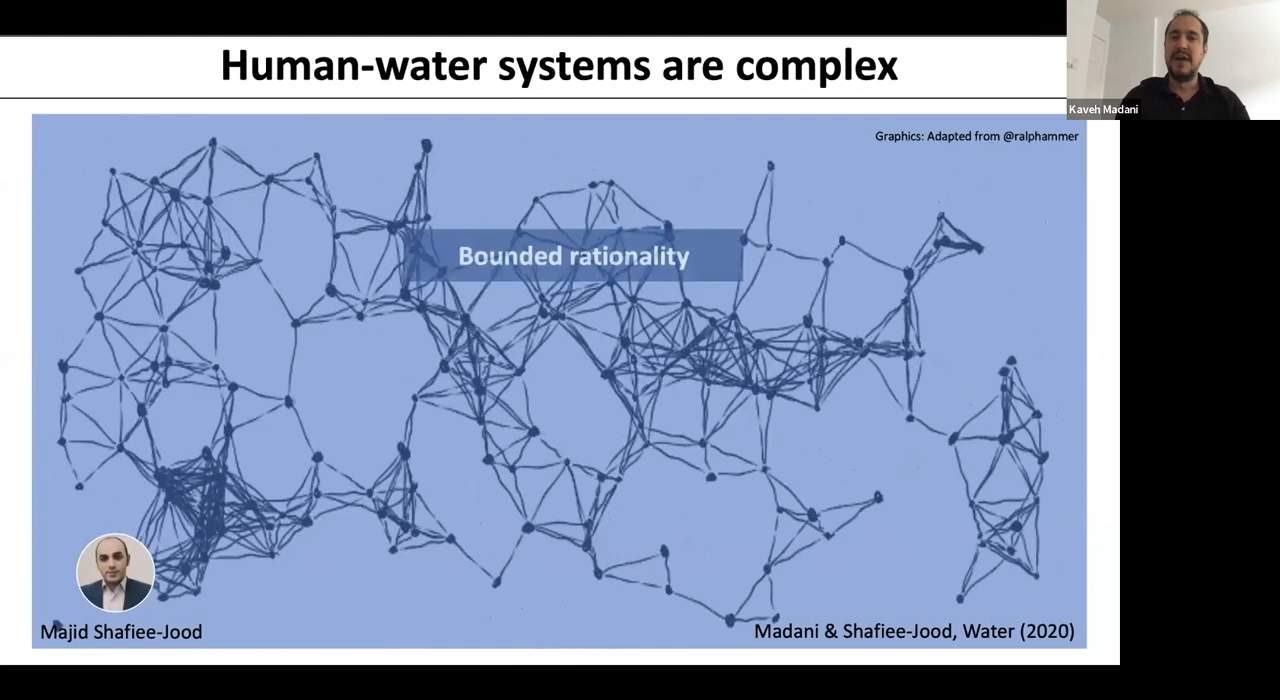 Human-water systems are complex
Kaveh Madani
Graphics: Adapted from @ralphammer
Bounded rationality
Majid Shafiee-Jood
Madani & Shafiee-Jood, Water (2020)